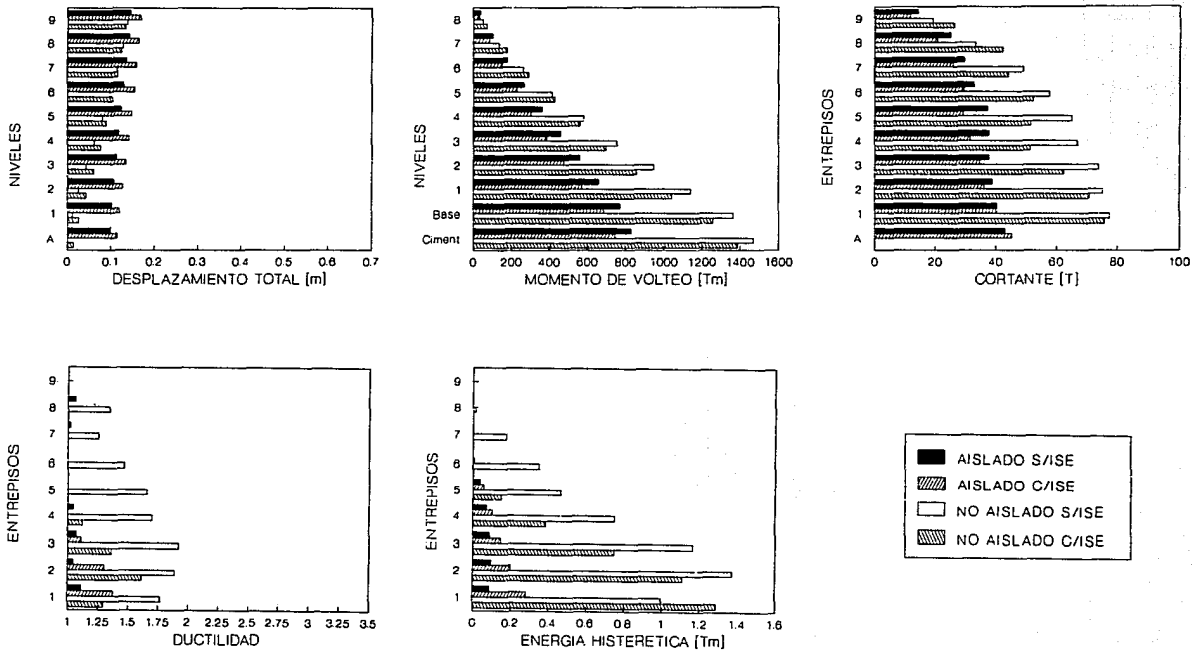 NIVELES
9
8
7
6
5
4
3
2
1
A
0 0.1 0.2 0.3 0.4 0.5 0.6 0.7
DESPLAZAMIENTO TOTAL [m]
NIVELES
8
7
6
5
4
3
2
1
Base
Ciment
0 200 400 600 800 1000 1200 1400 1600
MOMENTO DE VOLTEO [Tm]
ENTREPISOS
9
8
7
6
5
4
3
2
1
A
0 20 40 60 80 100
CORTANTE [T]
ENTREPISOS
9
8
7
6
5
4
3
2
1
1 1.25 1.5 1.75 2 2.25 2.5 2.75 3 3.25 3.5
DUCTILIDAD
ENTREPISOS
9
8
7
6
5
4
3
2
1
0 0.2 0.4 0.6 0.8 1 1.2 1.4 1.6
ENERGIA HISTERETICA [Tm]
AISLADO S/ISE
AISLADO C/ISE
NO AISLADO S/ISE
NO AISLADO C/ISE